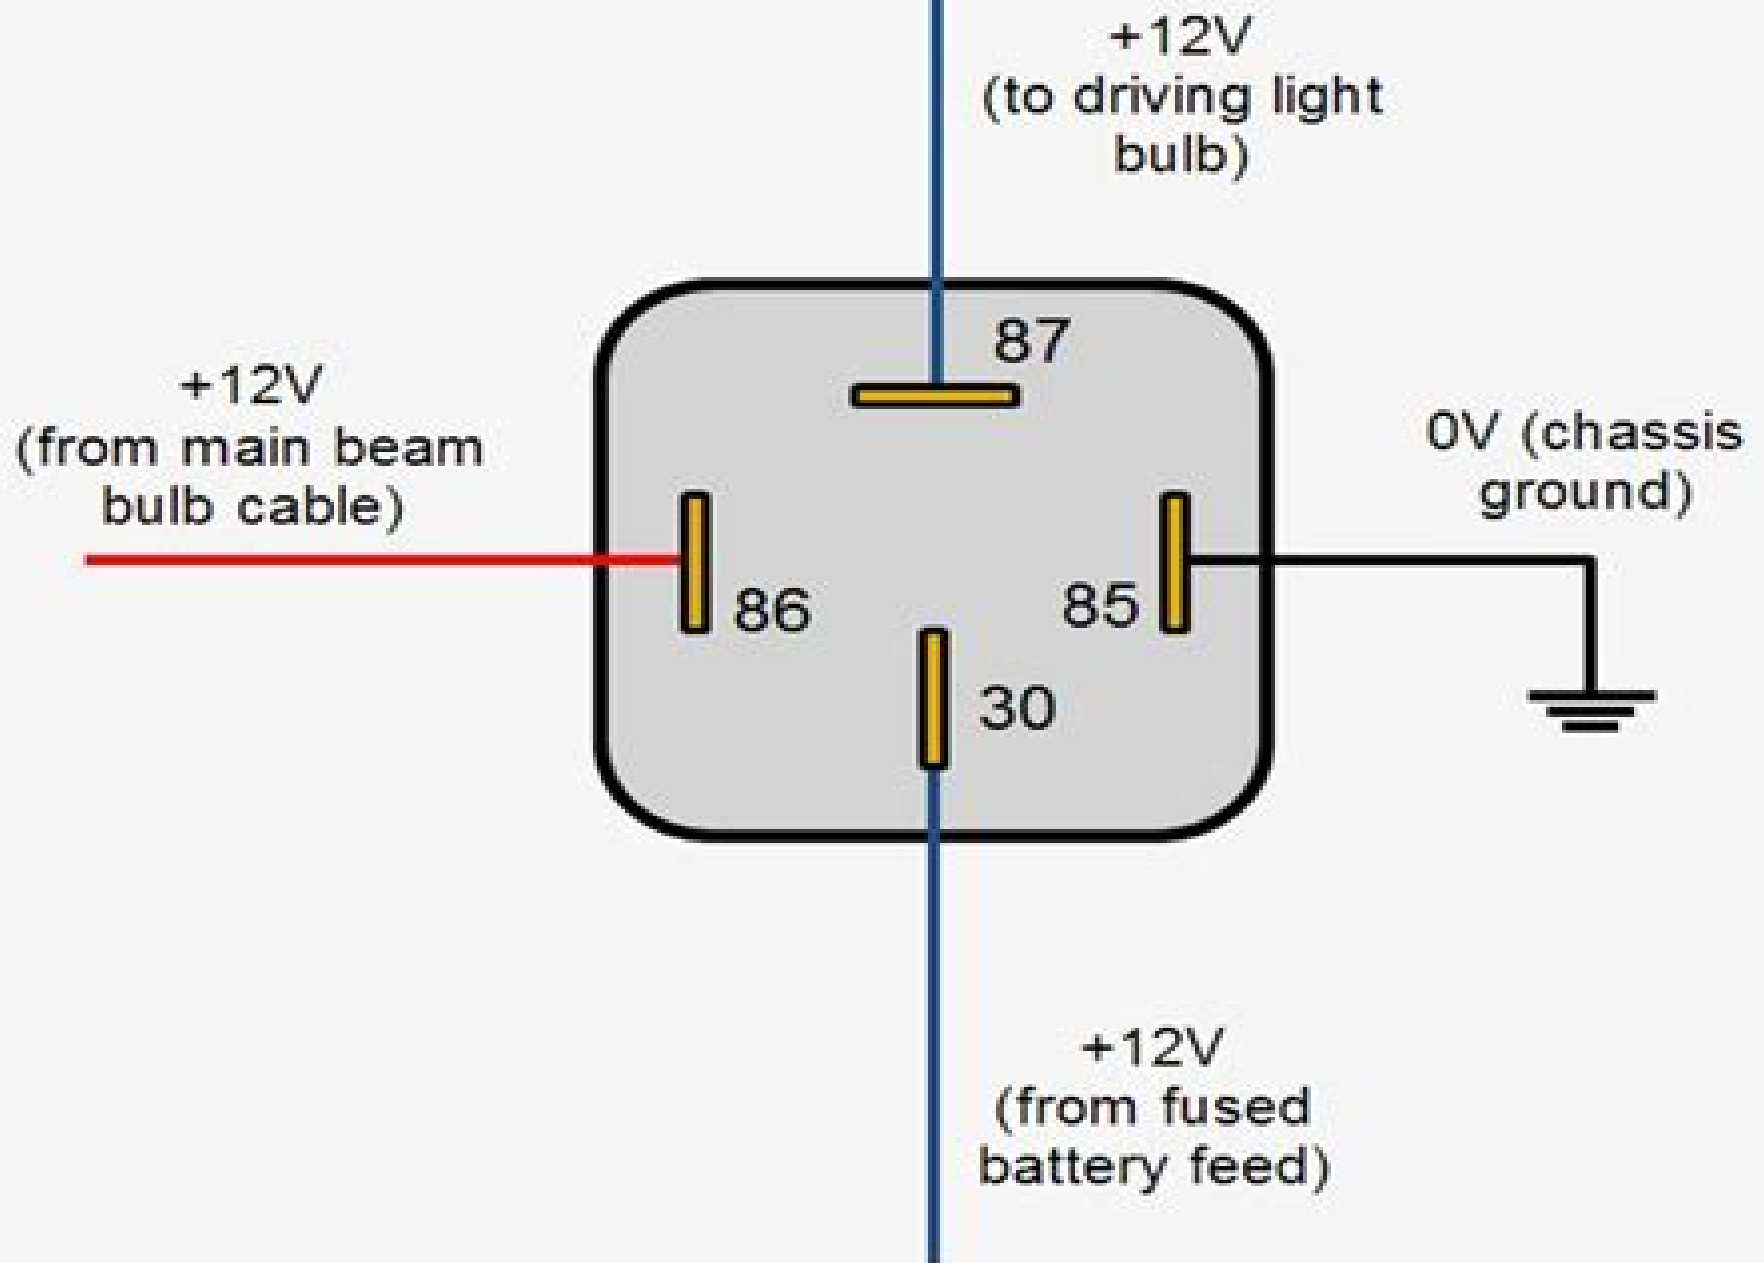 +12V
(to driving light
bulb)
87
+12V
(from main beam
bulb cable)
0V (chassis
ground)
86
85
30
+12V
(from fused
battery feed)